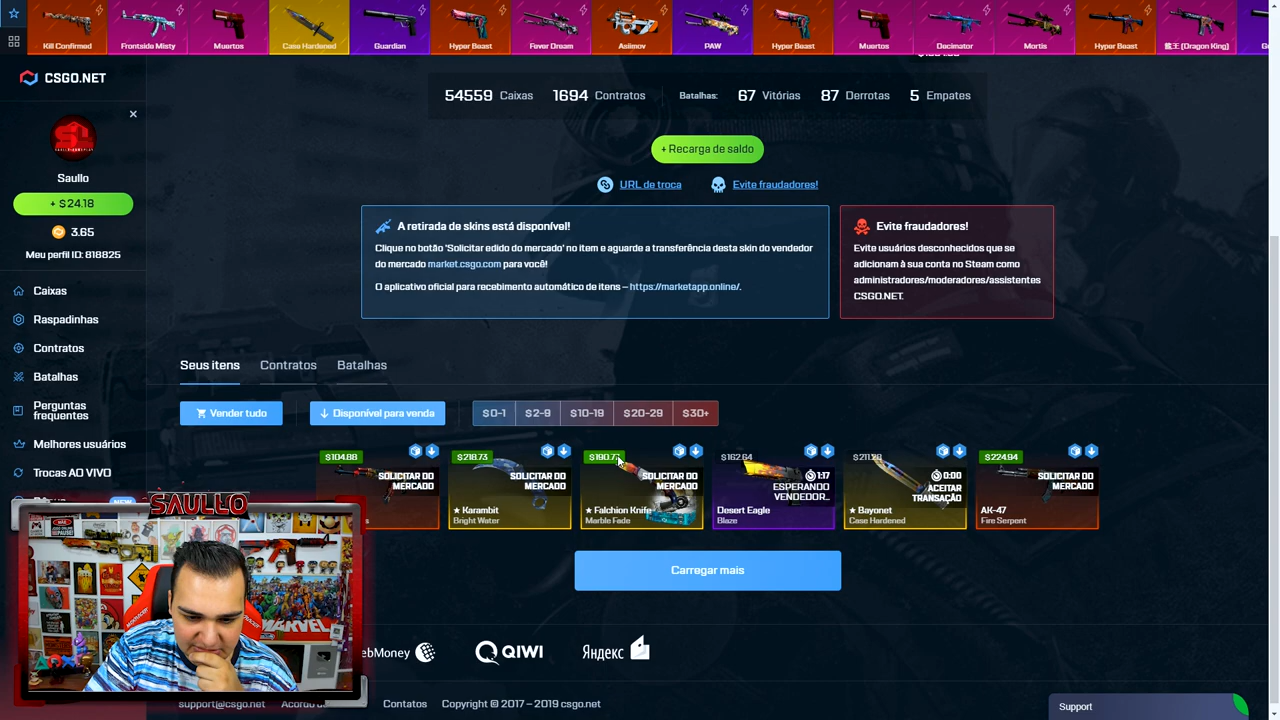 Kill Confirmed
Frontside Misty
Muertos
Case Hardened
Guardian
Hyper Beast
Fever Dream
Asiimov
PAW
Hyper Beast
Muertos
Decimator
Mortis
Hyper Beast
龍王 (Dragon King)
CSGO.NET
Saullo
+ $24.18
3.65
Meu perfil ID: 818825
Caixas
Raspadinhas
Contratos
Batalhas
Perguntas
frequentes
Melhores usuários
Trocas AO VIVO
NEW
54559 Caixas 1694 Contratos Batalhas: 67 Vitórias 87 Derrotas 5 Empates
+ Recarga de saldo
URL de troca Evite fraudadores!
A retirada de skins está disponível!
Clique no botão 'Solicitar edido do mercado' no item e aguarde a transferência desta skin do vendedor
do mercado market.csgo.com para você!
O aplicativo oficial para recebimento automático de itens – https://marketapp.online/.
Evite fraudadores!
Evite usuários desconhecidos que se
adicionam à sua conta no Steam como
administradores/moderadores/assistentes
CSGO.NET.
Seus itens Contratos Batalhas
Vender tudo Disponível para venda $0-1 $2-9 $10-19 $20-29 $30+
$104.88
SOLICITAR DO
MERCADO
$218.73
SOLICITAR DO
MERCADO
★ Karambit
Bright Water
SOLICITAR DO
MERCADO
★ Falchion Knife
Marble Fade
$162.64
1:17
ESPERANDO
VENDEDOR...
Desert Eagle
Blaze
0:00
ACEITAR
TRANSAÇÃO
★ Bayonet
Case Hardened
$224.94
SOLICITAR DO
MERCADO
AK-47
Fire Serpent
Carregar mais
SAULLO
MARVEL
ebMoney QIWI Яндекс
support@csgo.net Contatos Copyright © 2017 – 2019 csgo.net
Support